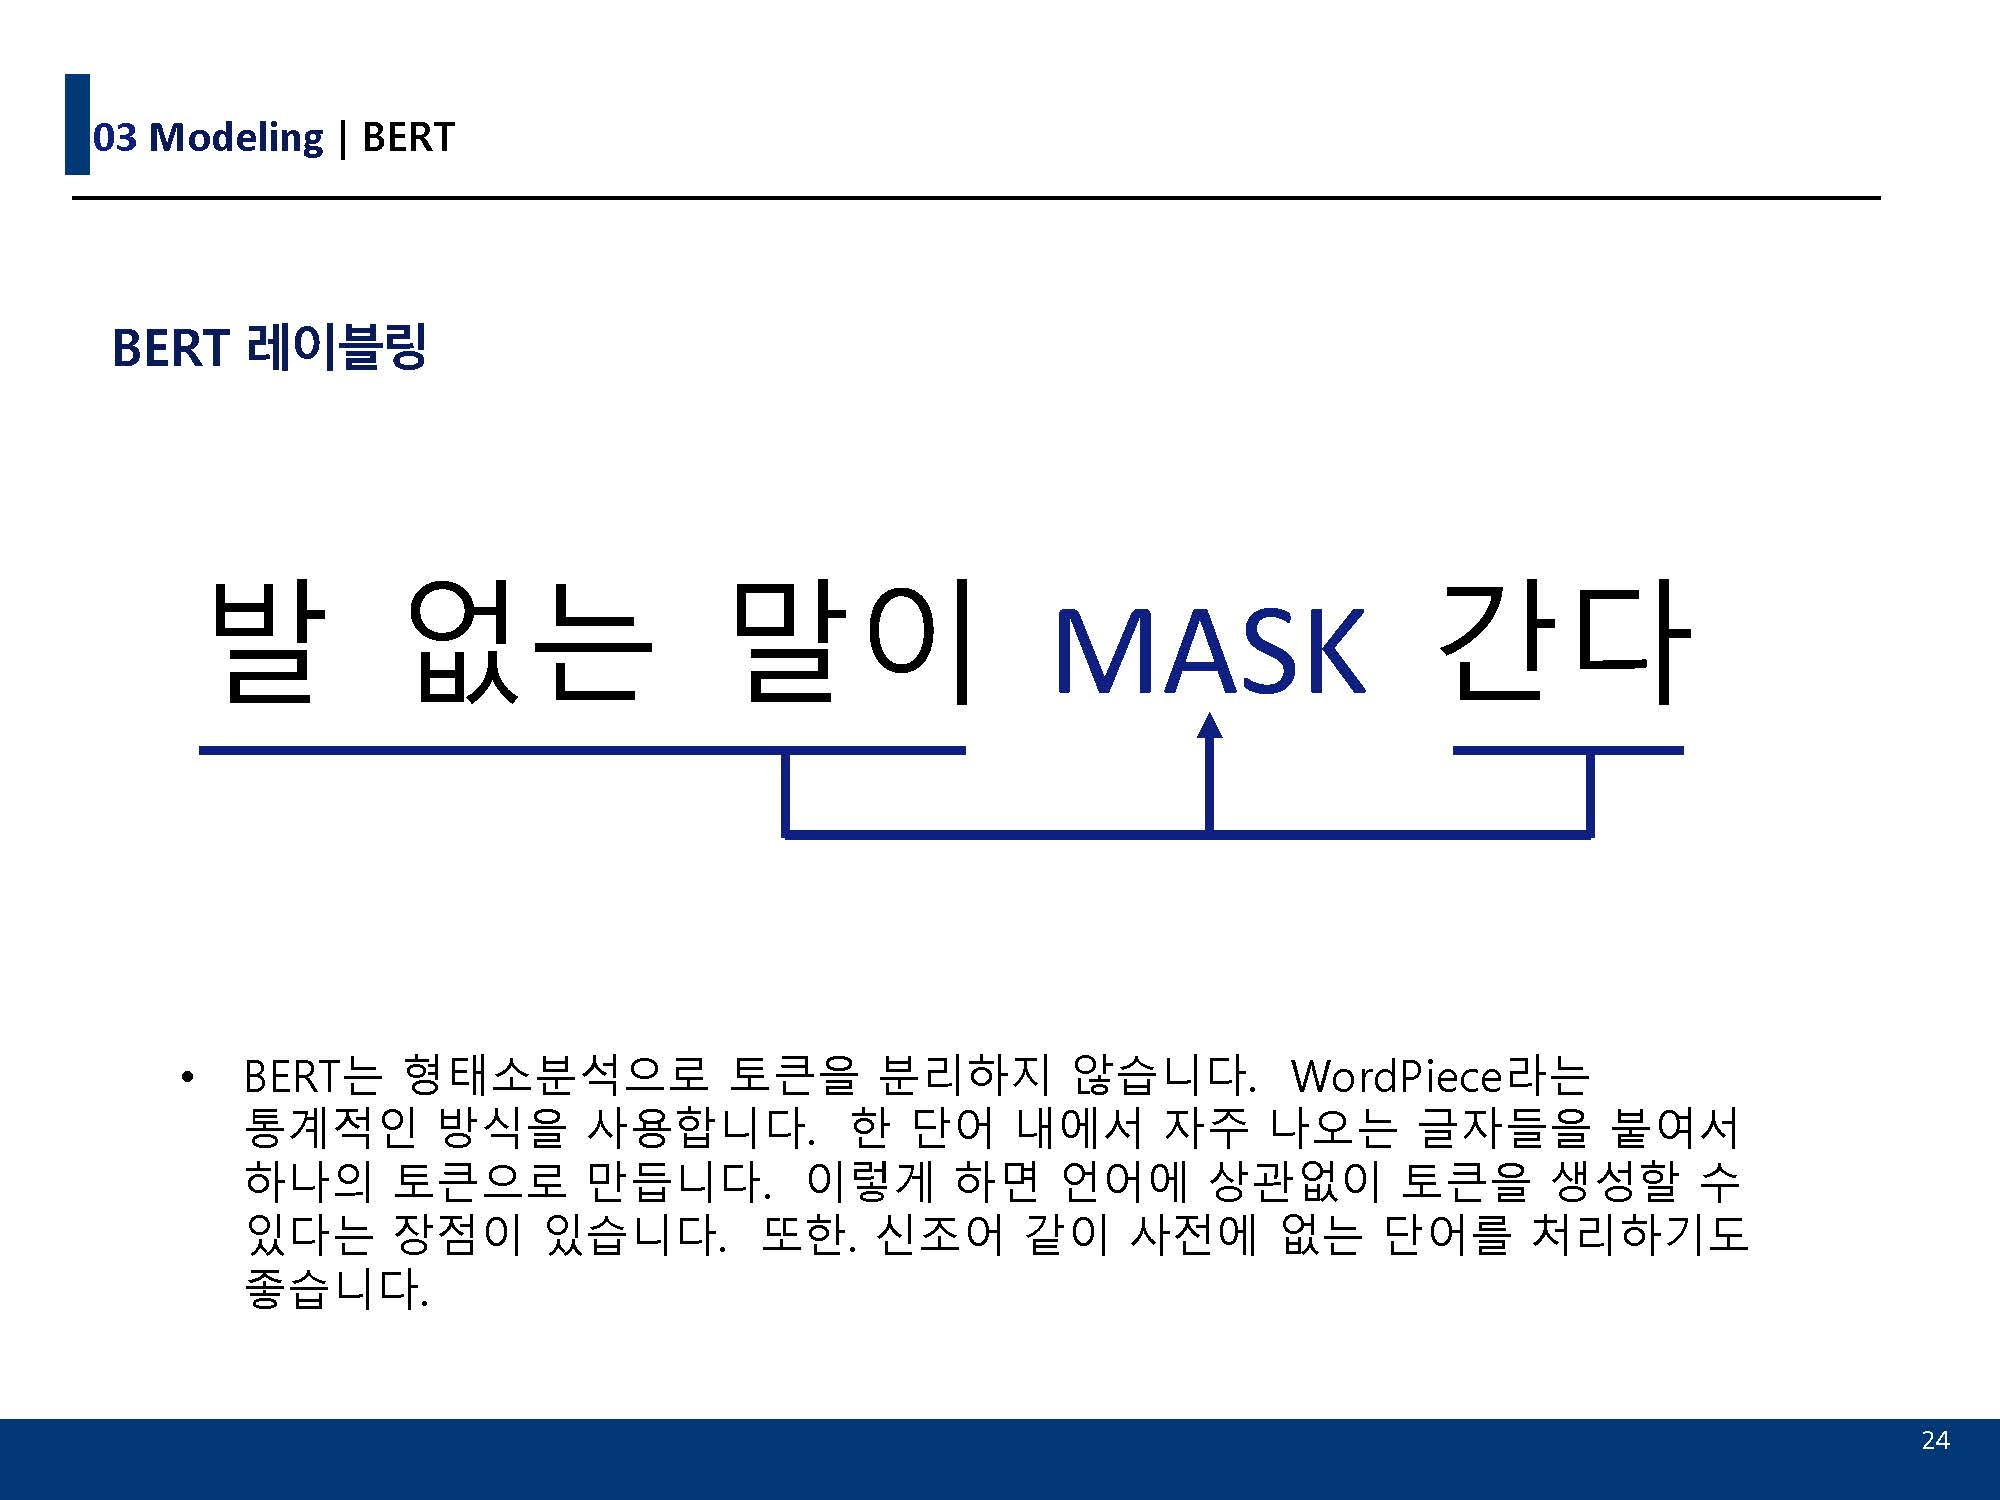 03 Modeling | BERT
BERT 레이블링
발 없는 말이 MASK 간다
• BERT는 형태소분석으로 토큰을 분리하지 않습니다. WordPiece라는
통계적인 방식을 사용합니다. 한 단어 내에서 자주 나오는 글자들을 붙여서
하나의 토큰으로 만듭니다. 이렇게 하면 언어에 상관없이 토큰을 생성할 수
있다는 장점이 있습니다. 또한. 신조어 같이 사전에 없는 단어를 처리하기도
좋습니다.
24